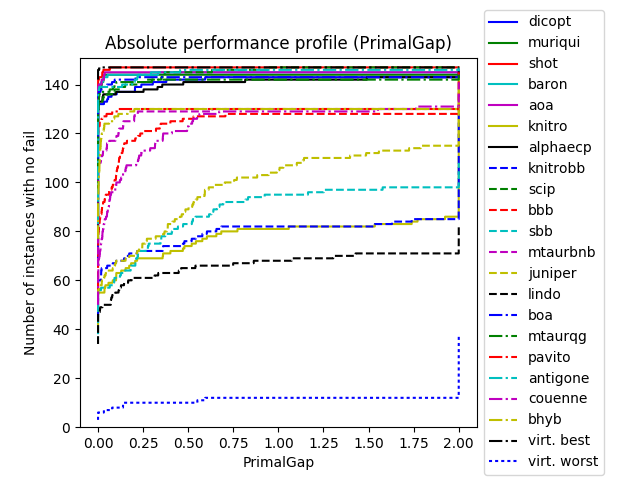 Absolute performance profile (PrimalGap)
Number of instances with no fail
140
120
100
80
60
40
20
0
0.00 0.25 0.50 0.75 1.00 1.25 1.50 1.75 2.00
PrimalGap
dicopt
muriqui
shot
baron
aoa
knitro
alphaecp
knitrobb
scip
bbb
sbb
mtaurbnb
juniper
lindo
boa
mtaurqg
pavito
antigone
couenne
bhyb
virt. best
virt. worst